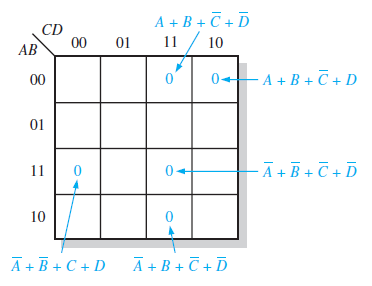 A + B + C̅ + D̅
CD
AB
00 01 11 10
00 0 0 A + B + C̅ + D
01
11 0 0 A̅ + B̅ + C̅ + D̅
10 0
A̅ + B̅ + C + D A̅ + B + C̅ + D̅